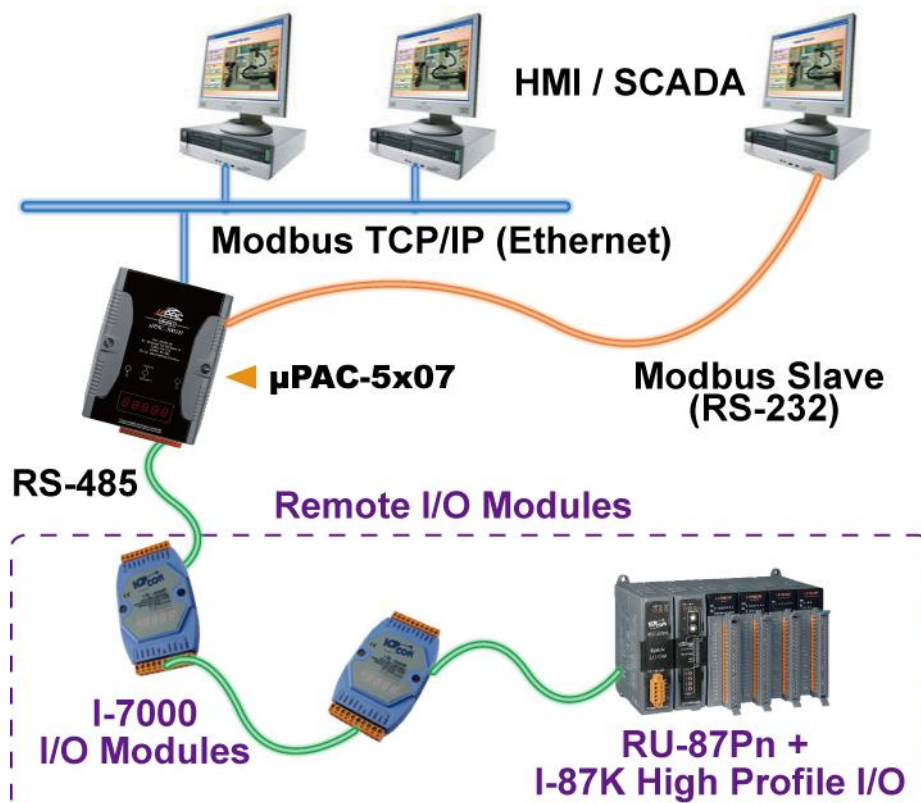 HMI / SCADA
Modbus TCP/IP (Ethernet)
µPAC-5x07
Modbus Slave
(RS-232)
RS-485
Remote I/O Modules
I-7000
I/O Modules
RU-87Pn +
I-87K High Profile I/O